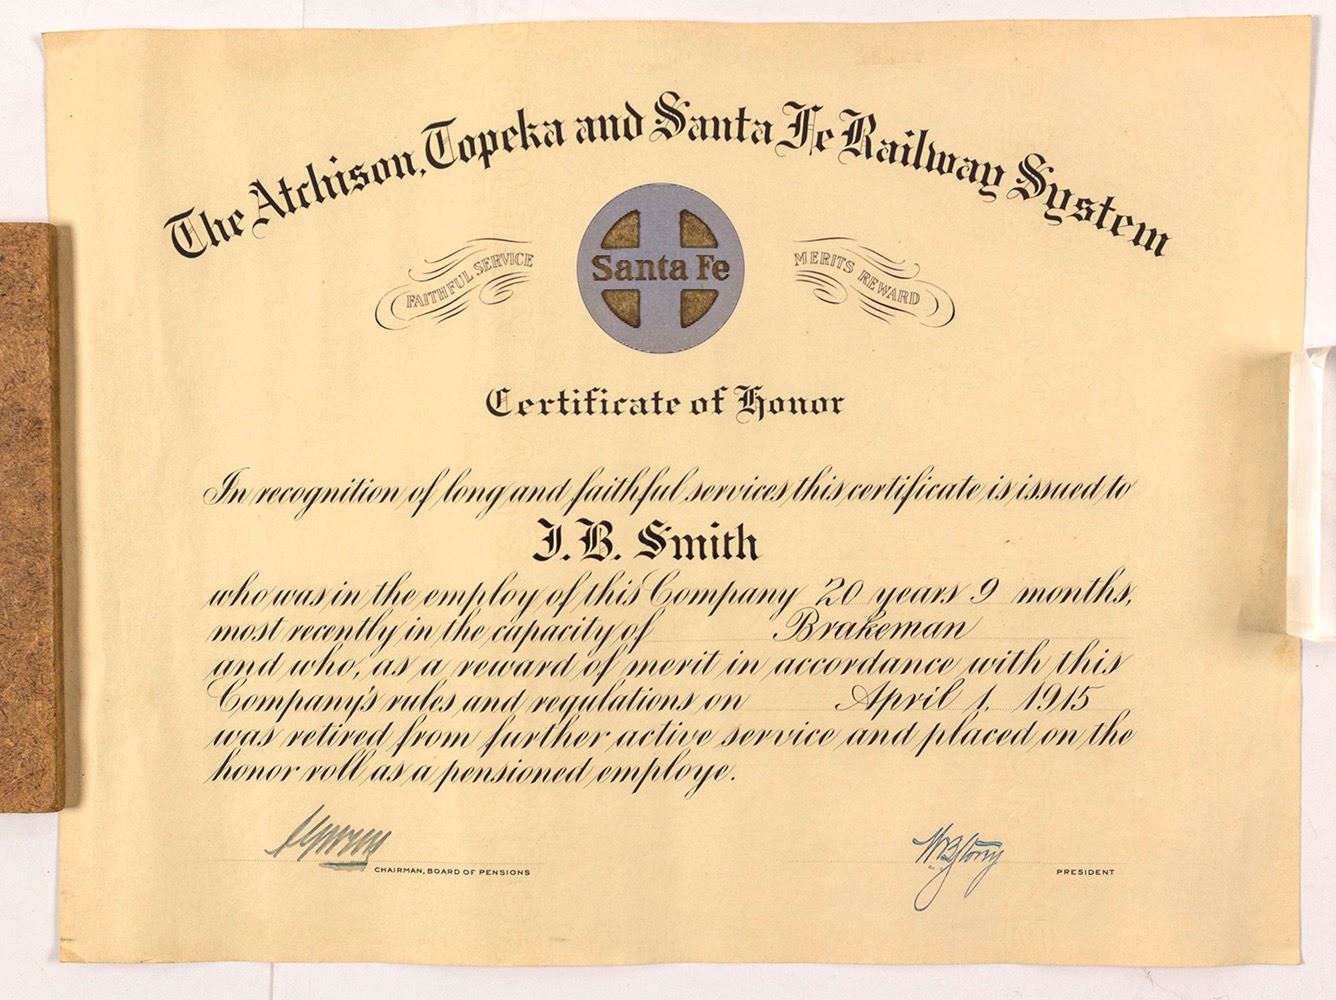 The Atchison, Topeka and Santa Fe Railway System
FAITHFUL SERVICE
Santa Fe
MERITS REWARD
Certificate of Honor
In recognition of long and faithful services this certificate is issued to
J. B. Smith
who was in the employ of this Company 20 years 9 months,
most recently in the capacity of Brakeman
and who, as a reward of merit in accordance with this
Company's rules and regulations on April 1, 1915
was retired from further active service and placed on the
honor roll as a pensioned employe.
W B Story
CHAIRMAN, BOARD OF PENSIONS
PRESIDENT